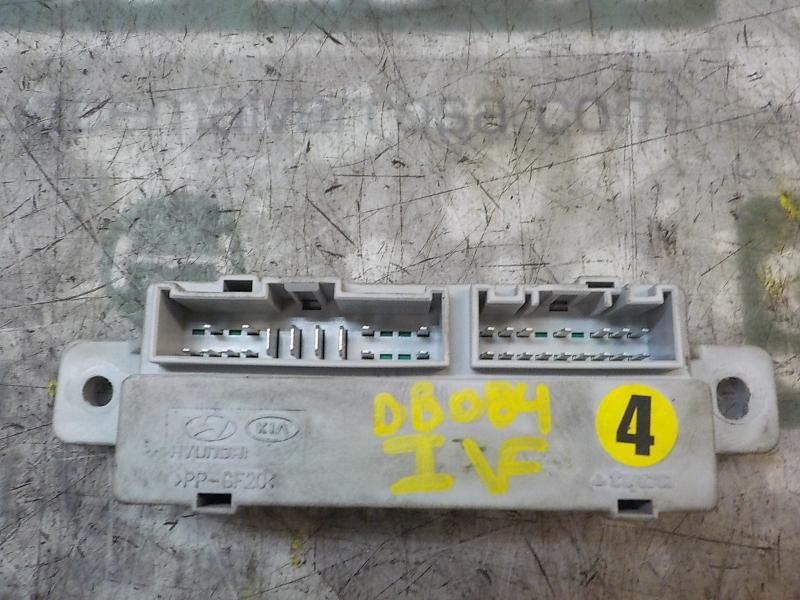 DB084
IVF
4
KIA
HYUNDAI
>PP-GF20<